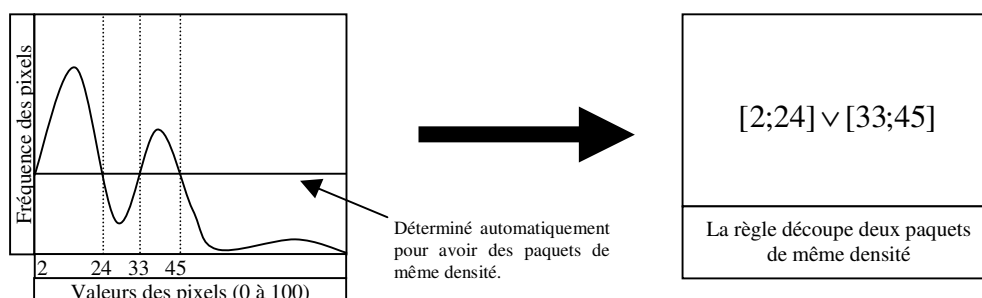 Fréquence des pixels
2 24 33 45
Valeurs des pixels (0 à 100)
Déterminé automatiquement
pour avoir des paquets de
même densité.
[2;24] ∨ [33;45]
La règle découpe deux paquets
de même densité